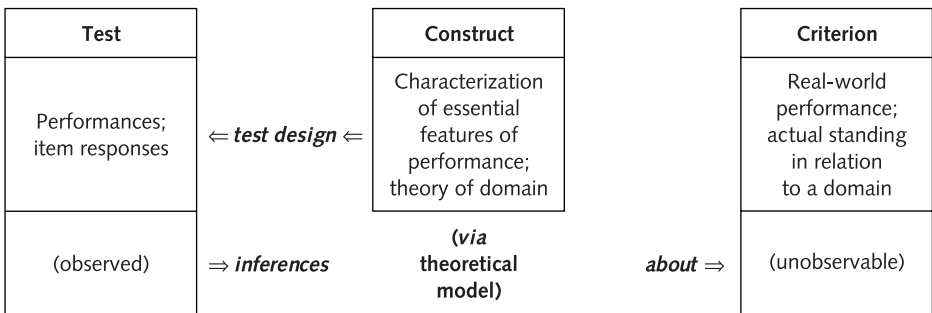 Test
Construct
Criterion
Performances;
item responses
⇐ test design ⇐
Characterization
of essential
features of
performance;
theory of domain
Real-world
performance;
actual standing
in relation
to a domain
(observed)
⇒ inferences
(via
theoretical
model)
about ⇒
(unobservable)